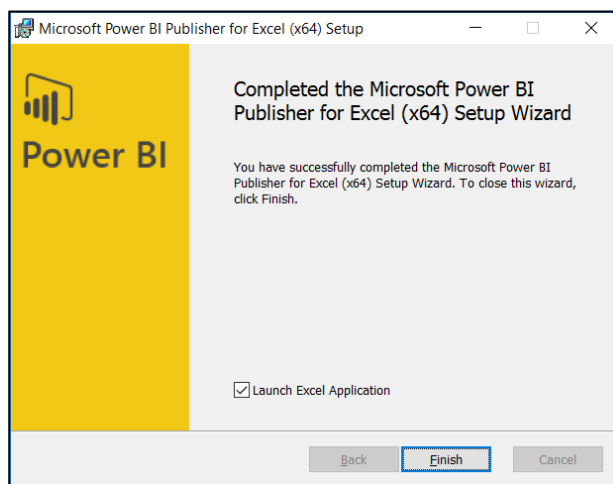 Microsoft Power BI Publisher for Excel (x64) Setup
Power BI
Completed the Microsoft Power BI
Publisher for Excel (x64) Setup Wizard
You have successfully completed the Microsoft Power BI
Publisher for Excel (x64) Setup Wizard. To close this wizard,
click Finish.
Launch Excel Application
Back
Finish
Cancel